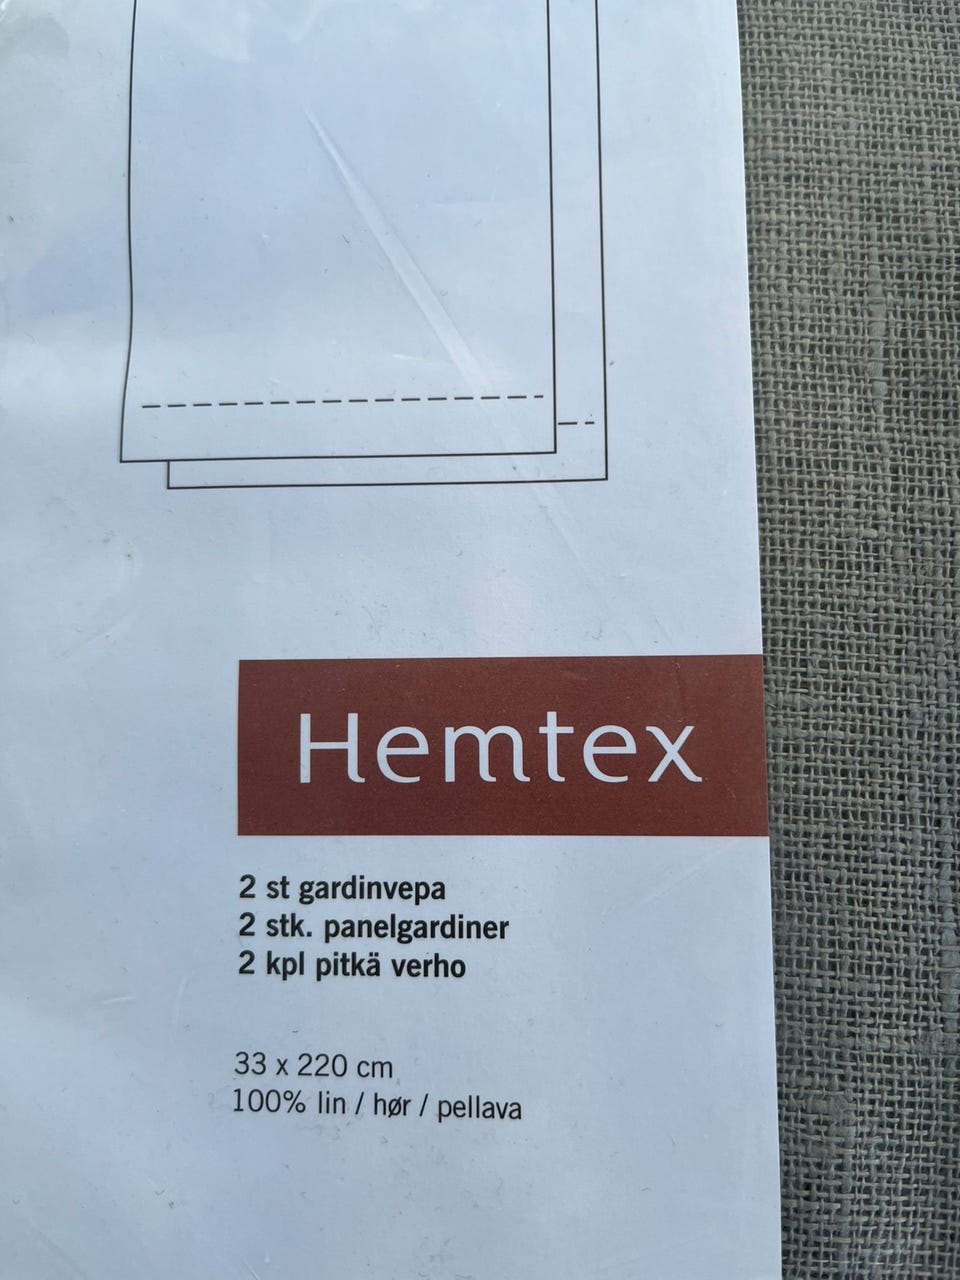 Hemtex
2 st gardinvepa
2 stk. panelgardiner
2 kpl pitkä verho
33 x 220 cm
100% lin / hør / pellava